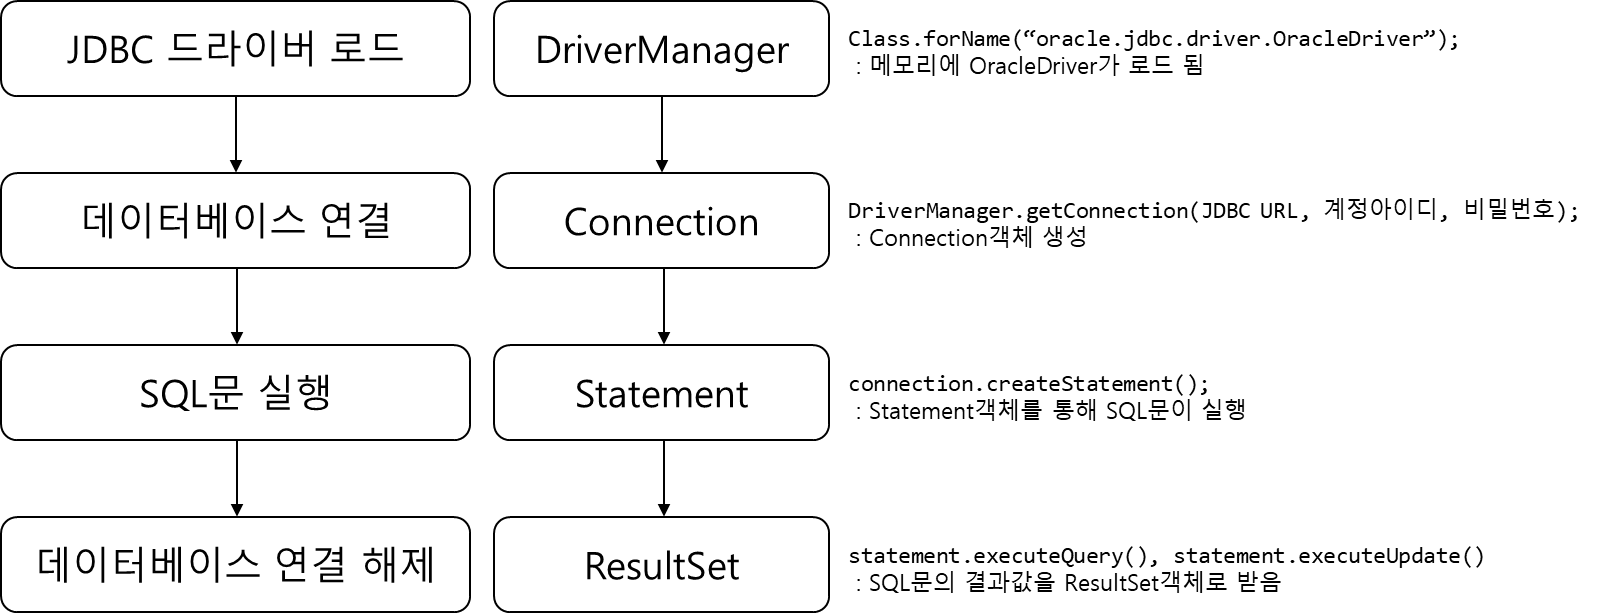 JDBC 드라이버 로드
DriverManager
Class.forName(“oracle.jdbc.driver.OracleDriver”);
: 메모리에 OracleDriver가 로드 됨
데이터베이스 연결
Connection
DriverManager.getConnection(JDBC URL, 계정아이디, 비밀번호);
: Connection객체 생성
SQL문 실행
Statement
connection.createStatement();
: Statement객체를 통해 SQL문이 실행
데이터베이스 연결 해제
ResultSet
statement.executeQuery(), statement.executeUpdate()
: SQL문의 결과값을 ResultSet객체로 받음